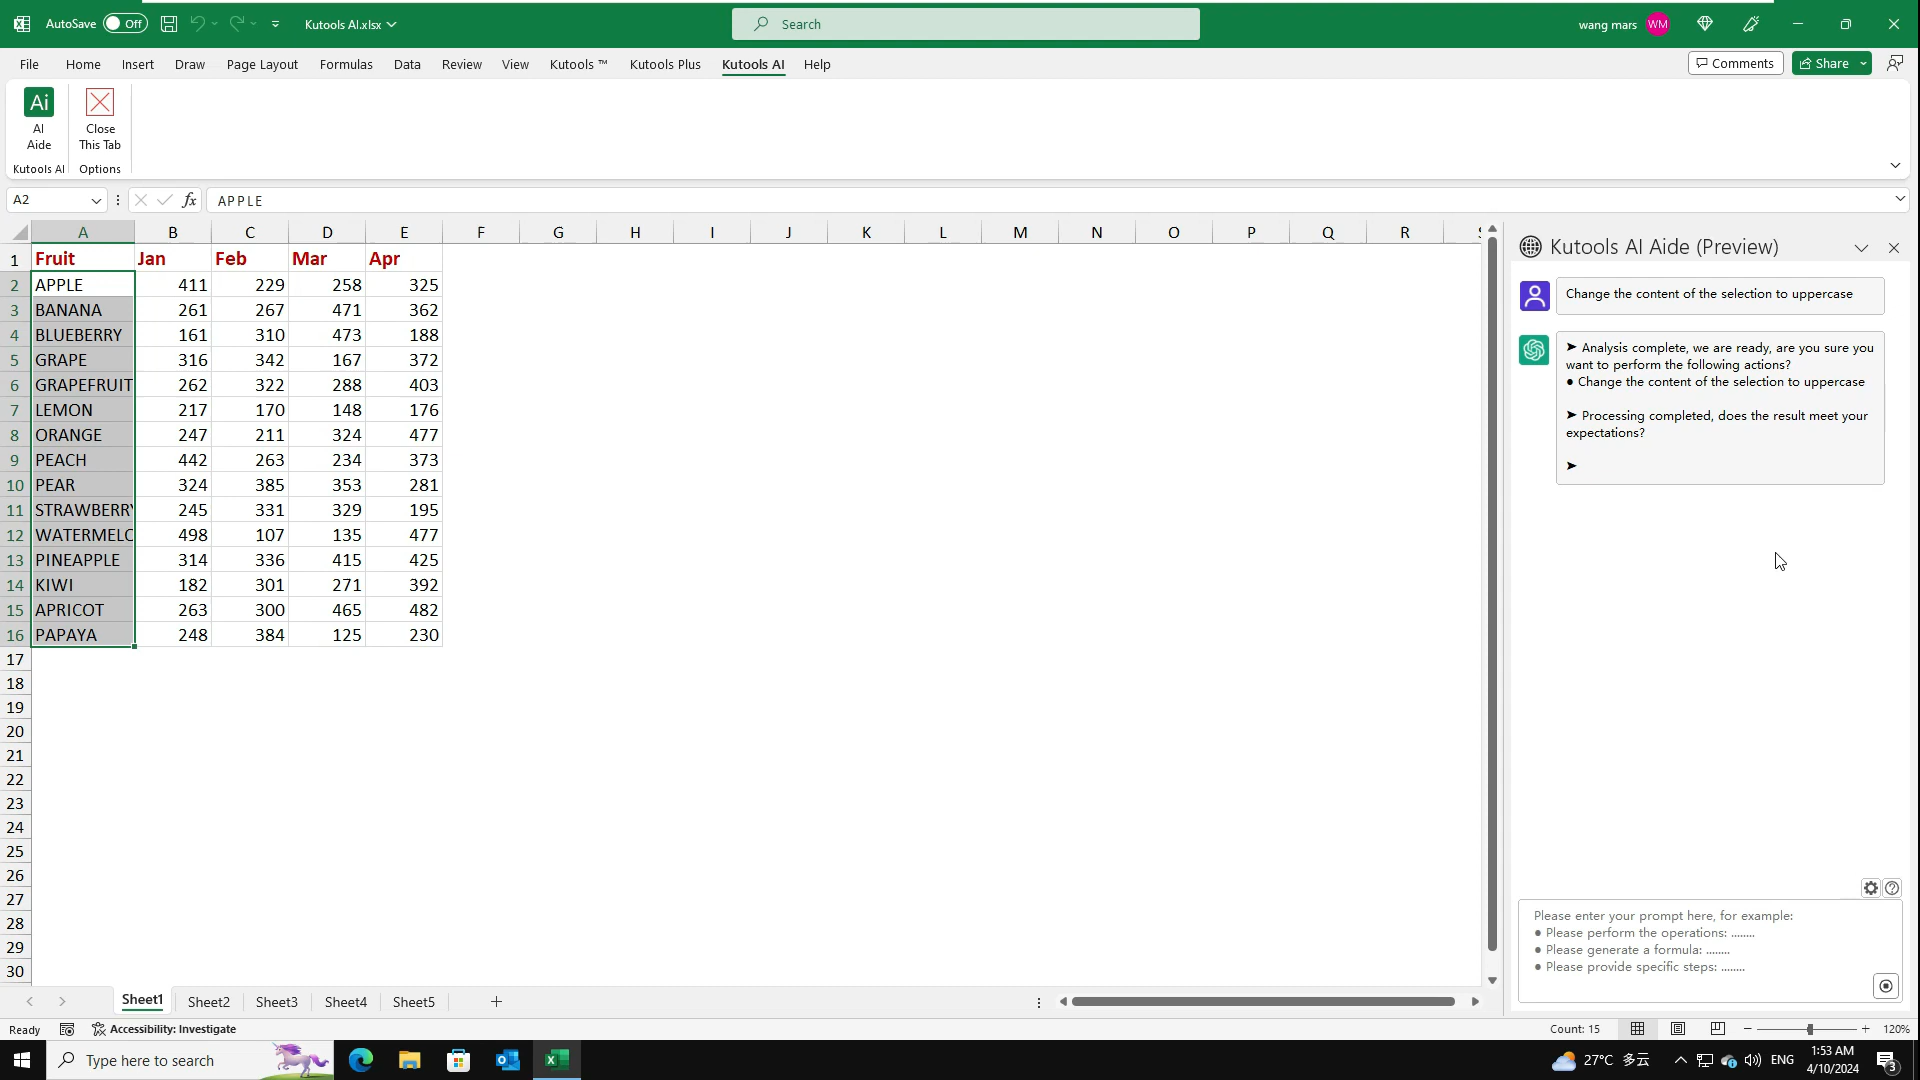 AutoSave Off Kutools AI.xlsx Search wang mars WM
File Home Insert Draw Page Layout Formulas Data Review View Kutools ™ Kutools Plus Kutools AI Help Comments Share
Ai
AI Aide
Close This Tab
Kutools AI Options
A2 fx APPLE
A B C D E F G H I J K L M N O P Q R
1 Fruit Jan Feb Mar Apr
2 APPLE 411 229 258 325
3 BANANA 261 267 471 362
4 BLUEBERRY 161 310 473 188
5 GRAPE 316 342 167 372
6 GRAPEFRUIT 262 322 288 403
7 LEMON 217 170 148 176
8 ORANGE 247 211 324 477
9 PEACH 442 263 234 373
10 PEAR 324 385 353 281
11 STRAWBERRY 245 331 329 195
12 WATERMELO 498 107 135 477
13 PINEAPPLE 314 336 415 425
14 KIWI 182 301 271 392
15 APRICOT 263 300 465 482
16 PAPAYA 248 384 125 230
17
18
19
20
21
22
23
24
25
26
27
28
29
30
Kutools AI Aide (Preview)
Change the content of the selection to uppercase
➤ Analysis complete, we are ready, are you sure you
want to perform the following actions?
● Change the content of the selection to uppercase
➤ Processing completed, does the result meet your
expectations?
➤
Please enter your prompt here, for example:
● Please perform the operations: ........
● Please generate a formula: ........
● Please provide specific steps: ........
Sheet1 Sheet2 Sheet3 Sheet4 Sheet5
Ready Accessibility: Investigate Count: 15 120%
Type here to search 27°C 多云 ENG 1:53 AM
4/10/2024 3